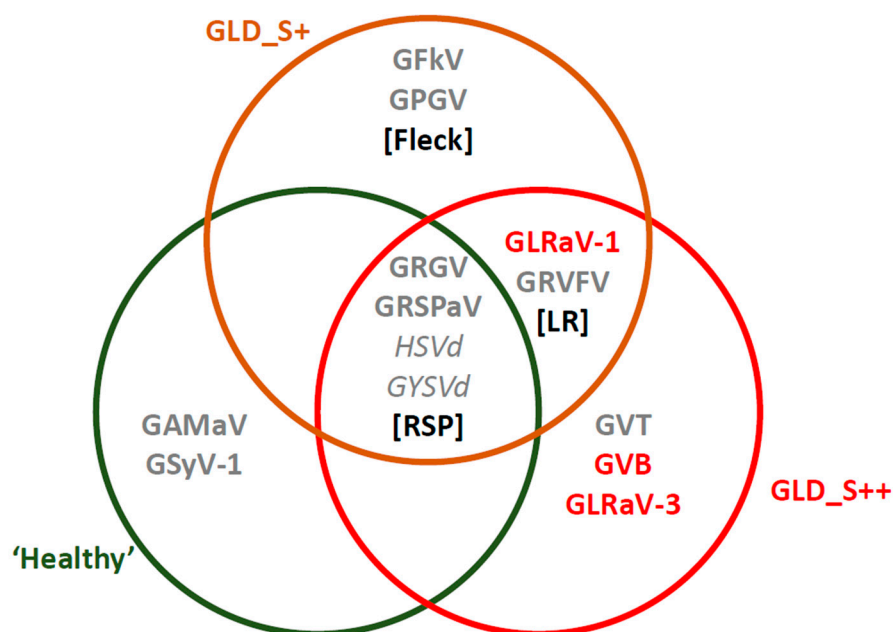 GLD_S+
GFkV
GPGV
[Fleck]
GLRaV-1
GRVFV
[LR]
GRGV
GRSPaV
HSVd
GYSVd
[RSP]
GAMaV
GSyV-1
GVT
GVB
GLRaV-3
GLD_S++
'Healthy'